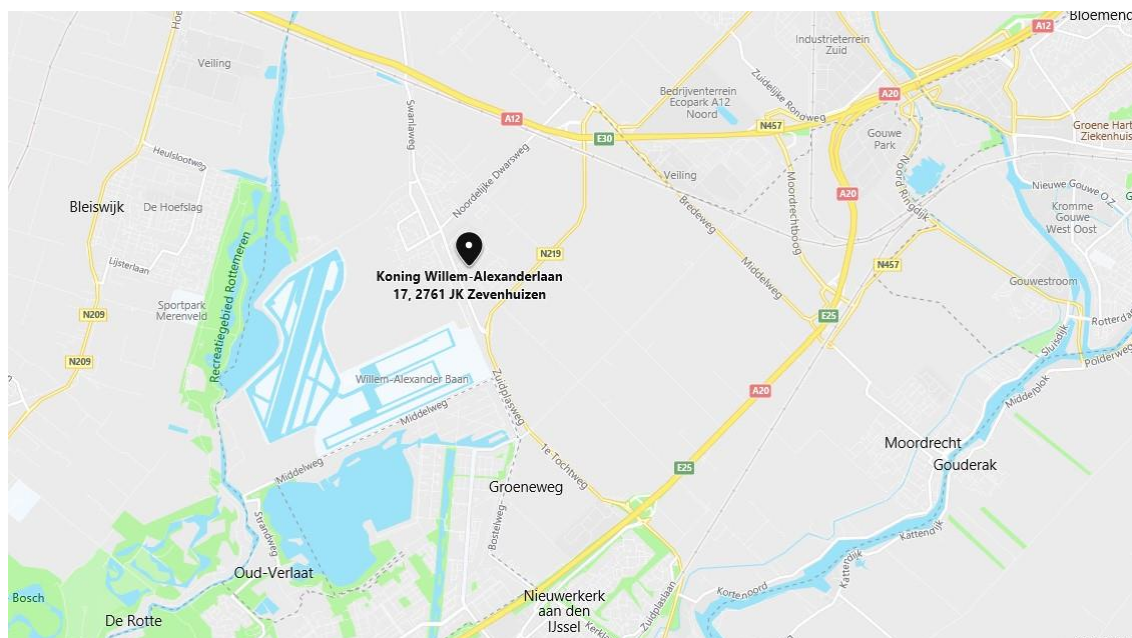 Bloemend
A12
Hoe
Industrieterrein
Zuid
Veiling
Zuidelijke Rondweg
Bedrijventerrein
Ecopark A12
Noord
A20
Swanlaweg
A12
N457
E30
Gouwe
Park
Groene Hart
Ziekenhuis
Heulslootweg
Noordelijke Dwarsweg
Veiling
Moordrechtboog
A20
Noord Ringdijk
Nieuwe Gouwe O.Z.
Bleiswijk
De Hoefslag
Bredeweg
Kromme
Gouwe
West Oost
G
N219
Lijsterlaan
Koning Willem-Alexanderlaan
17, 2761 JK Zevenhuizen
Middelweg
N457
Gouwestroom
Recreatiegebied Rottemeren
Sportpark
Merenveld
N209
E25
Rotterda
Sluisdijk
Polderweg
N209
Willem-Alexander Baan
Zuidplasweg
A20
Middelblok
Middelweg
1e Tochtweg
Moordrecht
Gouderak
Middelweg
E25
Groeneweg
Strandweg
Bostelweg
Kattendijk
Kattendijk
Oud-Verlaat
Kortenoord
Bosch
Nieuwerkerk
aan den
IJssel
Zuidplaslaan
De Rotte
Kerkla